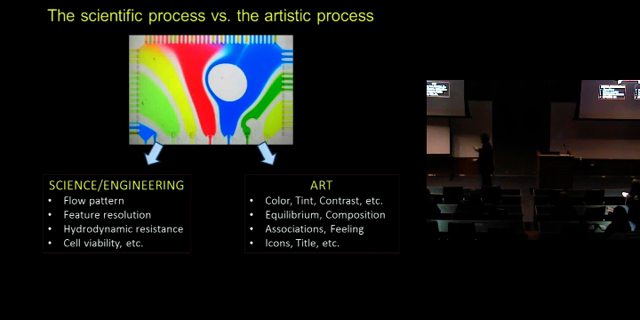 The scientific process vs. the artistic process
SCIENCE/ENGINEERING
• Flow pattern
• Feature resolution
• Hydrodynamic resistance
• Cell viability, etc.
ART
• Color, Tint, Contrast, etc.
• Equilibrium, Composition
• Associations, Feeling
• Icons, Title, etc.